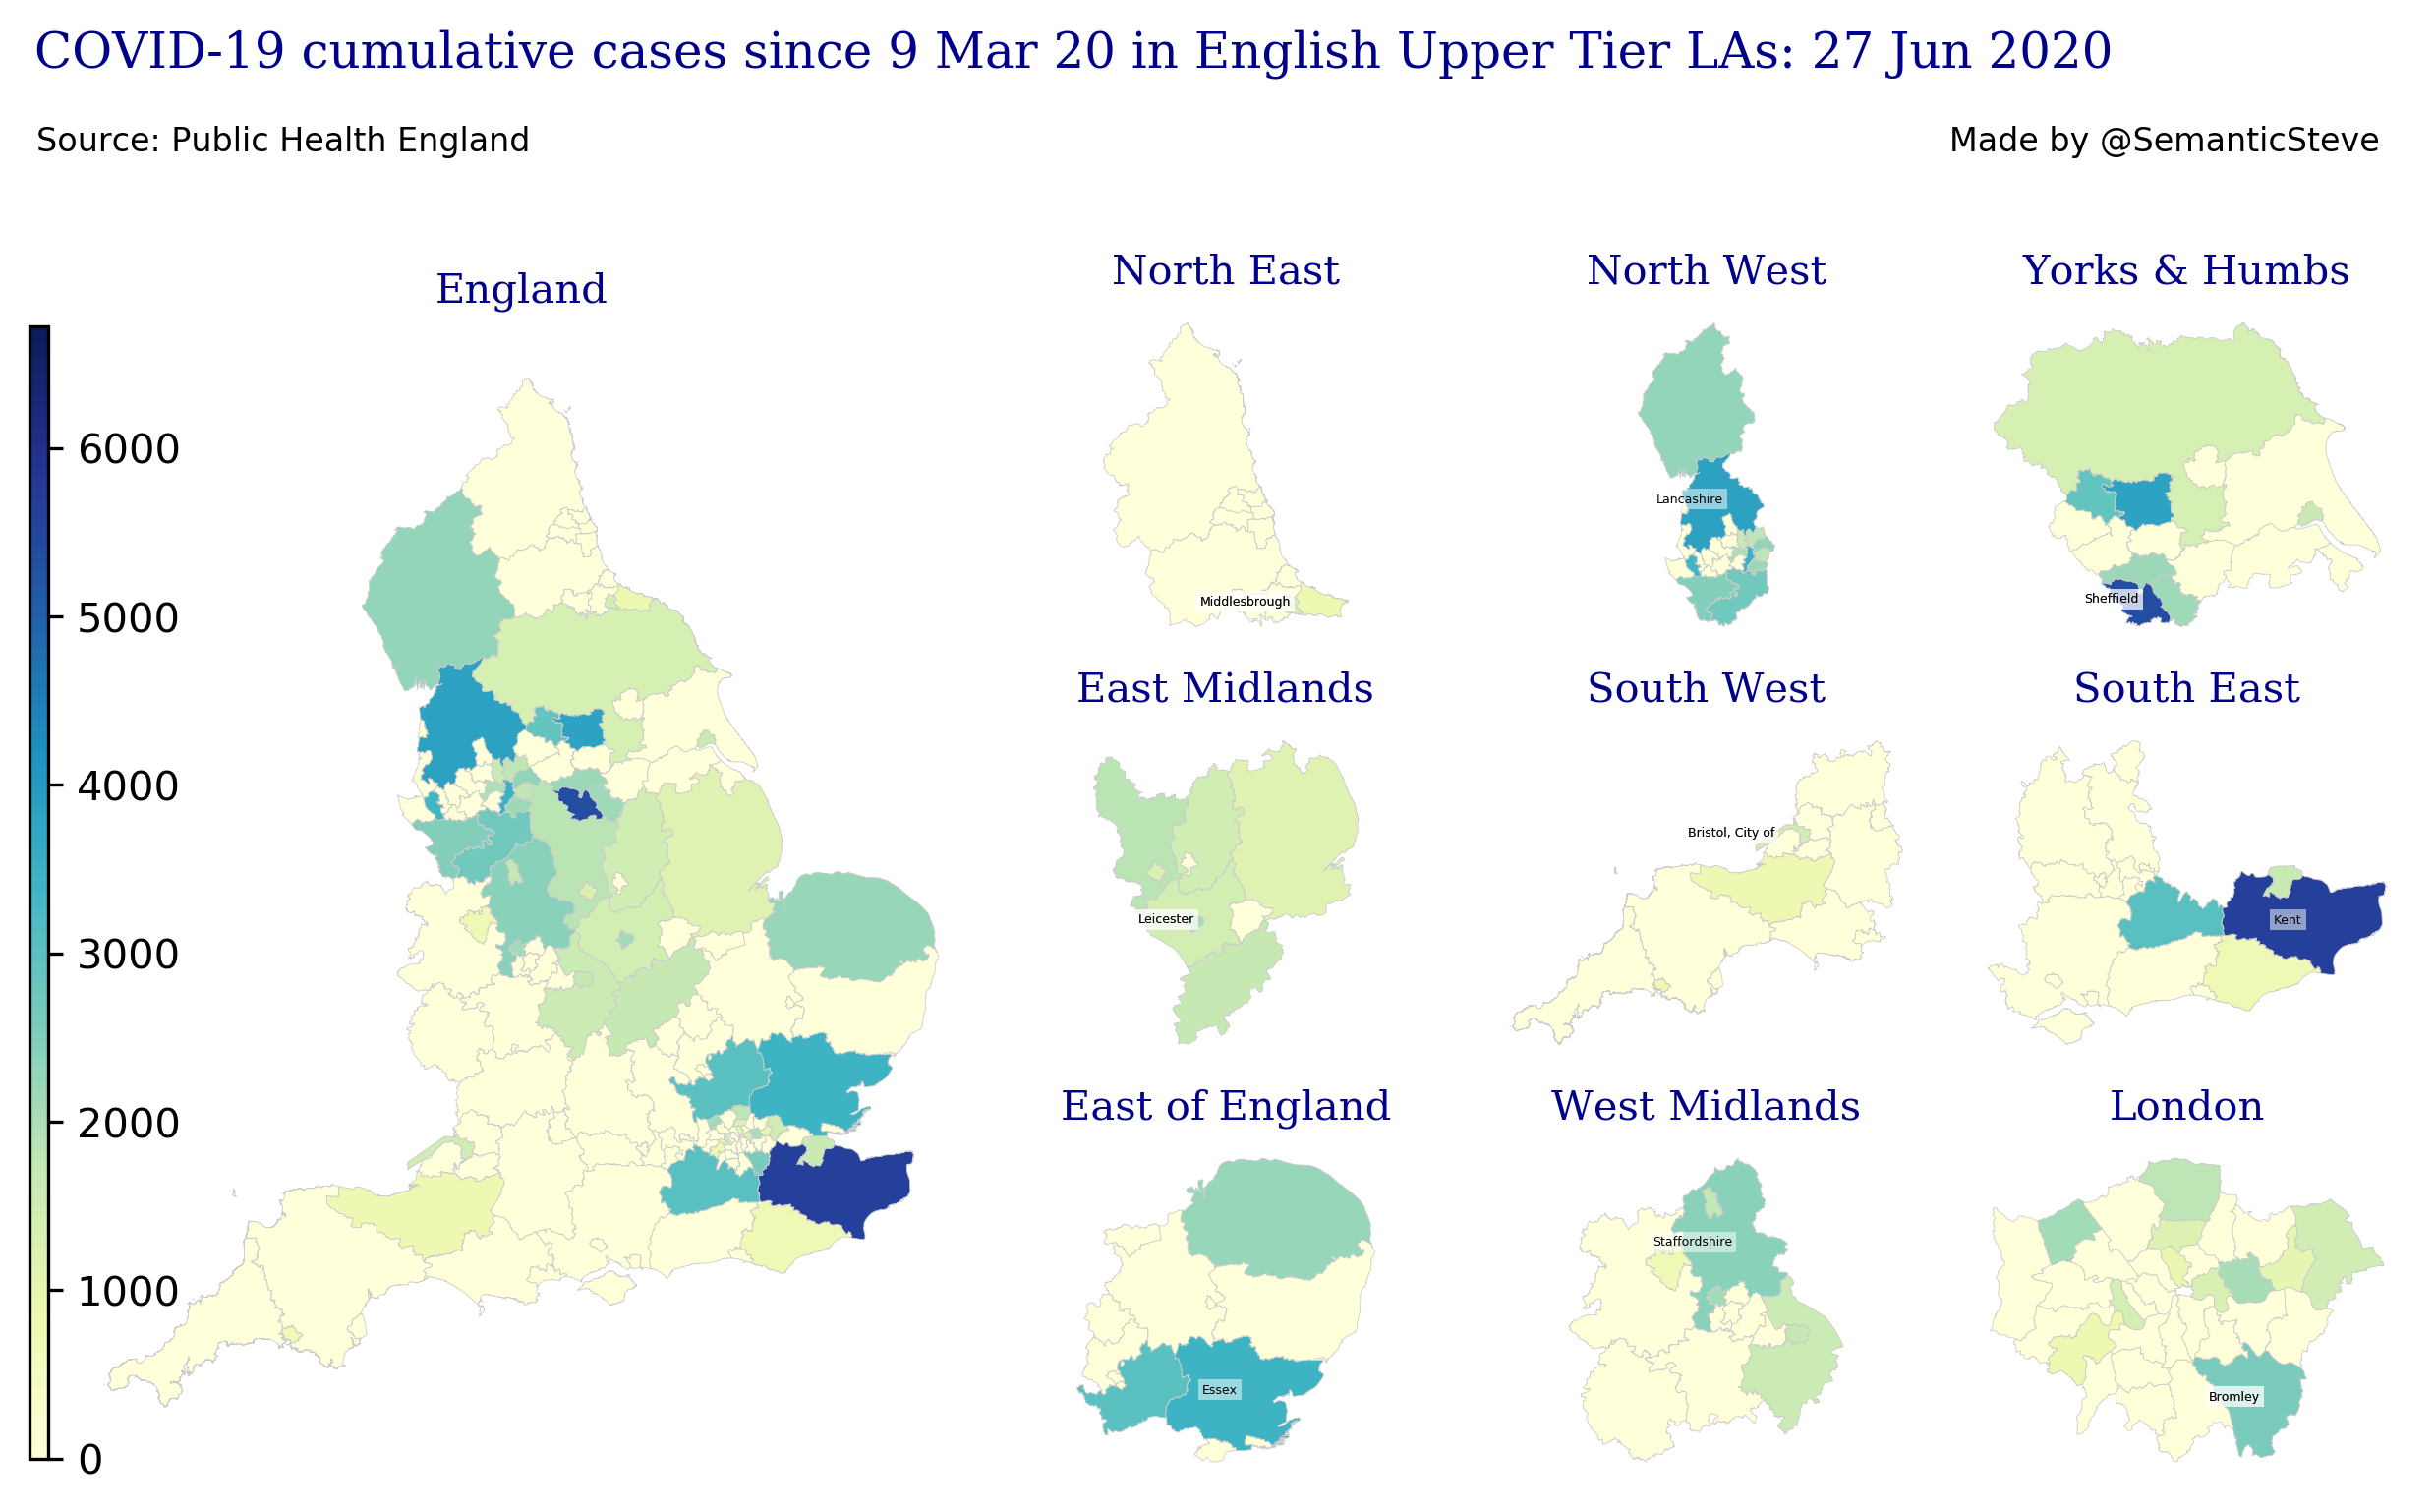 COVID-19 cumulative cases since 9 Mar 20 in English Upper Tier LAs: 27 Jun 2020
Source: Public Health England
Made by @SemanticSteve
England
6000
5000
4000
3000
2000
1000
0
North East
Middlesbrough
North West
Lancashire
Yorks & Humbs
Sheffield
East Midlands
Leicester
South West
Bristol, City of
South East
Kent
East of England
Essex
West Midlands
Staffordshire
London
Bromley